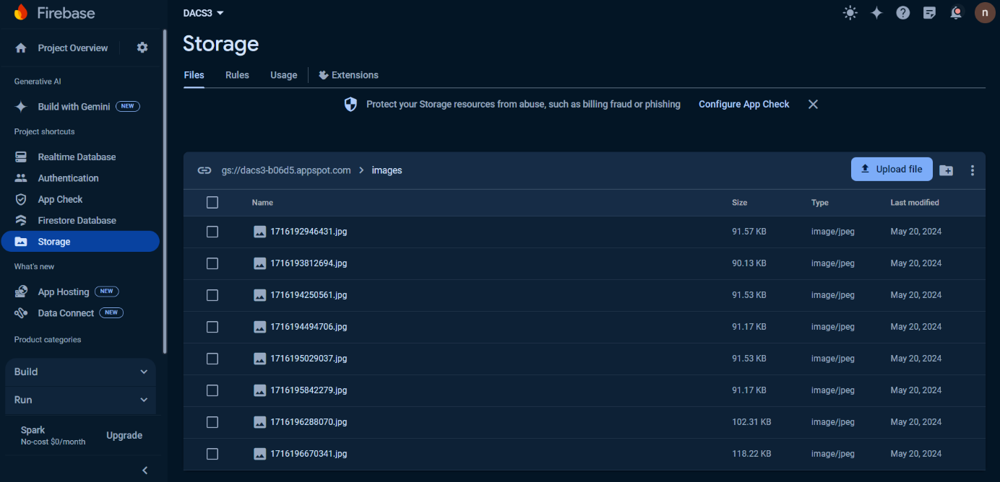 Firebase
Project Overview
Generative AI
Build with Gemini NEW
Project shortcuts
Realtime Database
Authentication
App Check
Firestore Database
Storage
What's new
App Hosting NEW
Data Connect NEW
Product categories
Build
Run
Spark
No-cost $0/month
Upgrade
DACS3
n
Storage
Files Rules Usage Extensions
Protect your Storage resources from abuse, such as billing fraud or phishing Configure App Check
gs://dacs3-b06d5.appspot.com > images
Upload file
Name Size Type Last modified
1716192946431.jpg 91.57 KB image/jpeg May 20, 2024
1716193812694.jpg 90.13 KB image/jpeg May 20, 2024
1716194250561.jpg 91.53 KB image/jpeg May 20, 2024
1716194494706.jpg 91.17 KB image/jpeg May 20, 2024
1716195029037.jpg 91.53 KB image/jpeg May 20, 2024
1716195842279.jpg 91.17 KB image/jpeg May 20, 2024
1716196288070.jpg 102.31 KB image/jpeg May 20, 2024
1716196670341.jpg 118.22 KB image/jpeg May 20, 2024